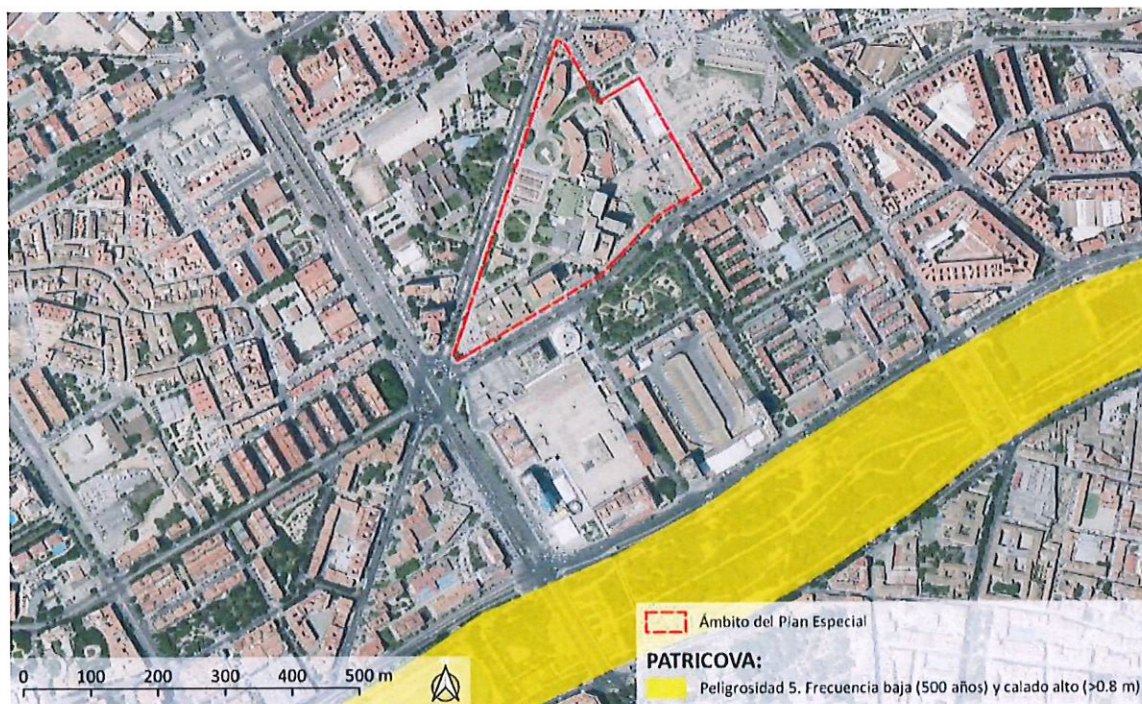 Ámbito del Plan Especial
PATRICOVA:
Peligrosidad 5. Frecuencia baja (500 años) y calado alto (>0.8 m)
0 100 200 300 400 500 m